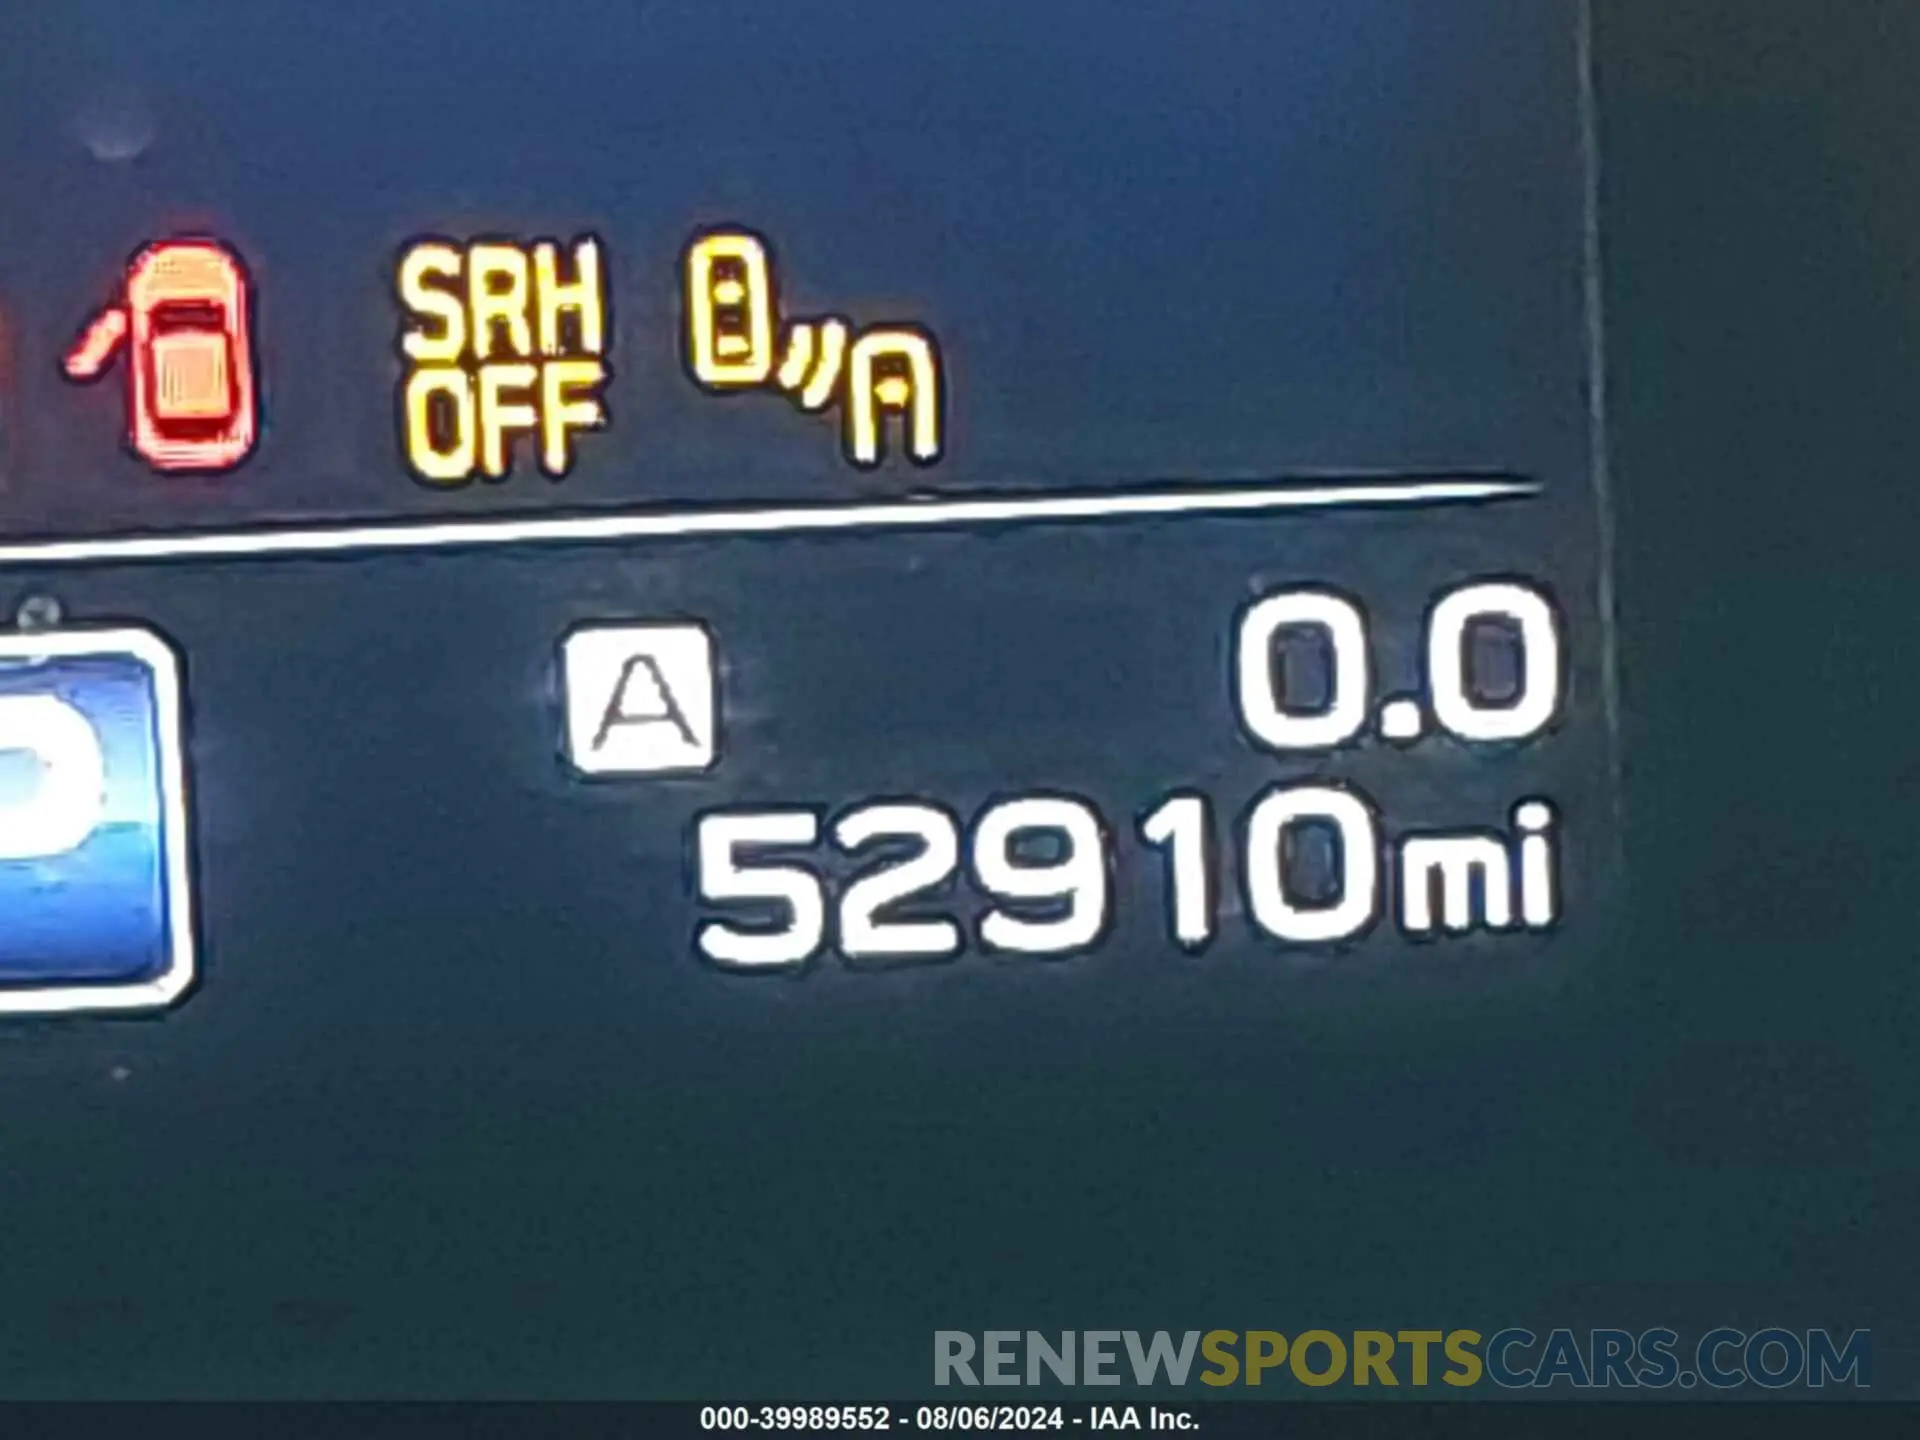 SRH
OFF
P
A
0.0
52910mi
RENEWSPORTSCARS.COM
000-39989552 - 08/06/2024 - IAA Inc.